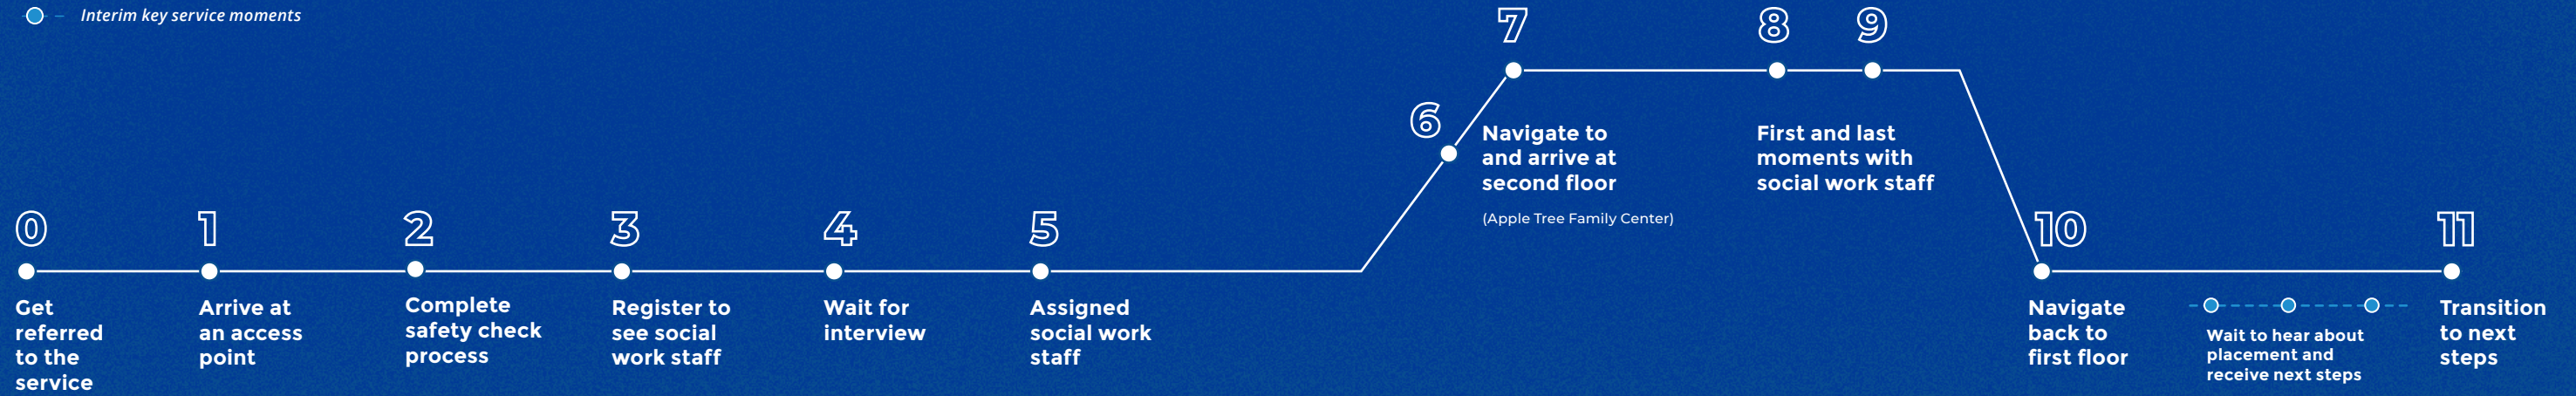 Interim key service moments
0
Get
referred
to the
service
1
Arrive at
an access
point
2
Complete
safety check
process
3
Register to
see social
work staff
4
Wait for
interview
5
Assigned
social work
staff
6
7
Navigate to
and arrive at
second floor
(Apple Tree Family Center)
8
9
First and last
moments with
social work staff
10
Navigate
back to
first floor
Wait to hear about
placement and
receive next steps
11
Transition
to next
steps